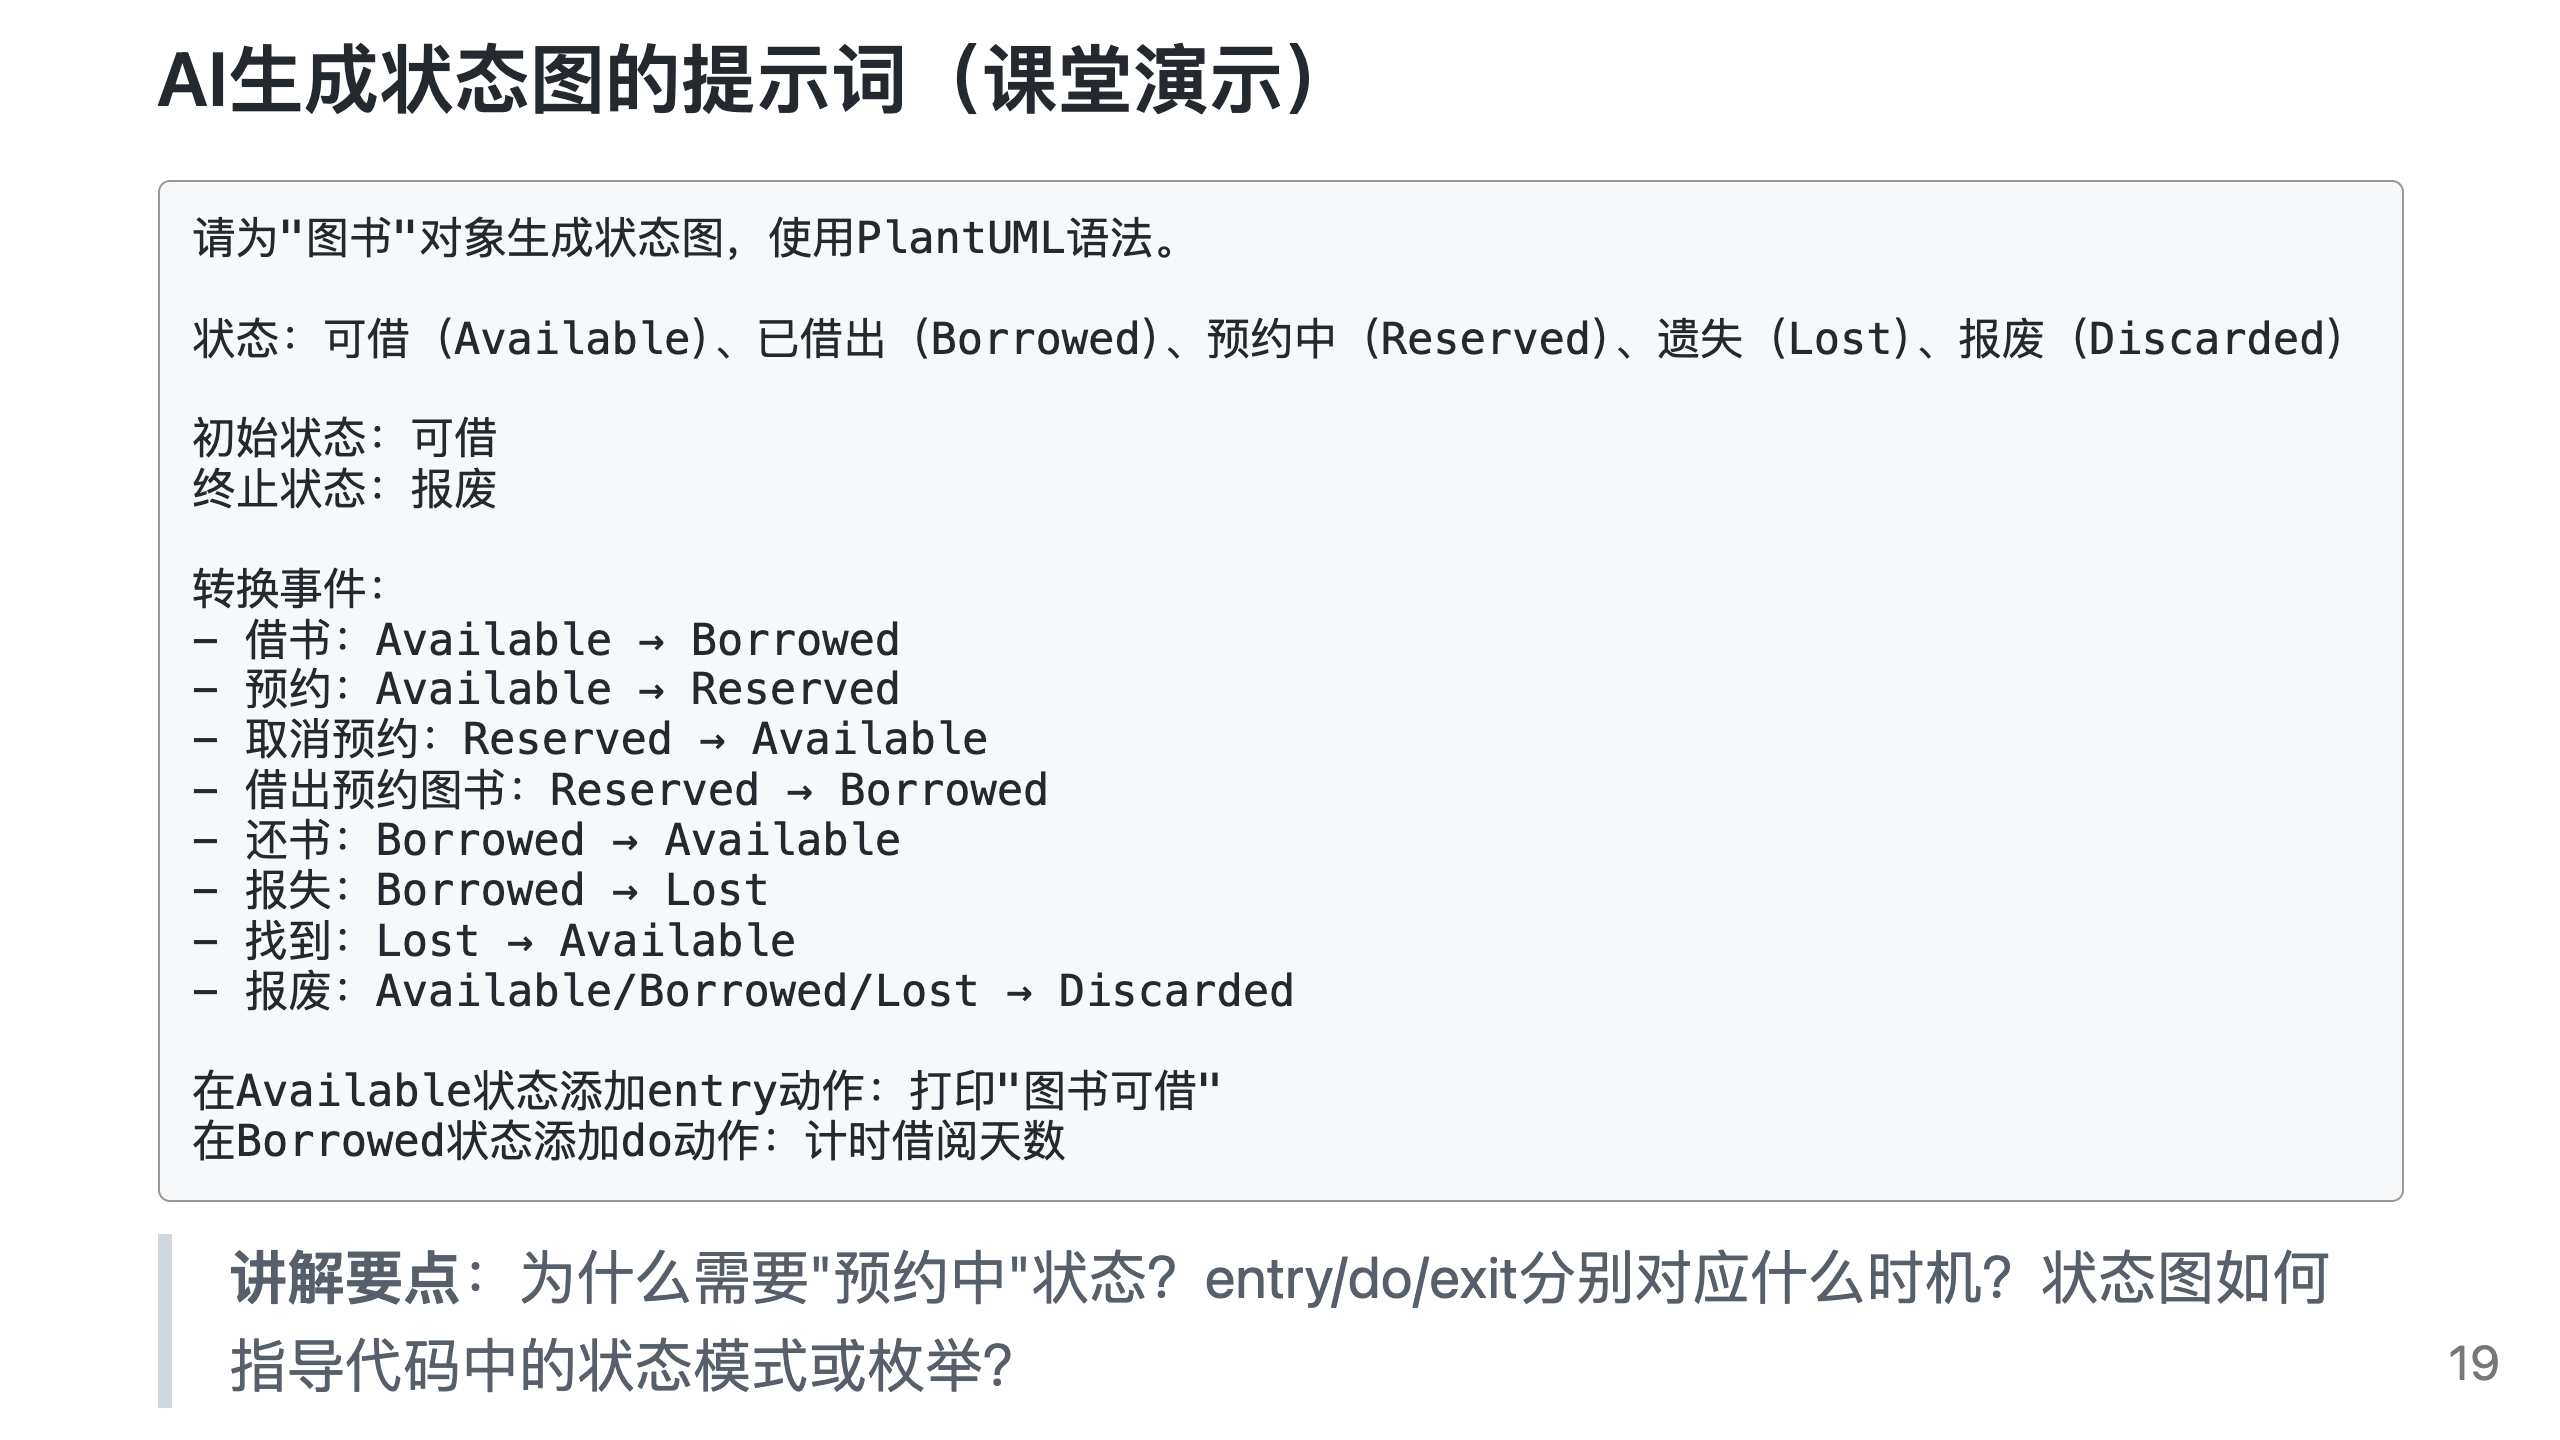 AI生成状态图的提示词（课堂演示）
请为"图书"对象生成状态图，使用PlantUML语法。
状态：可借（Available）、已借出（Borrowed）、预约中（Reserved）、遗失（Lost）、报废（Discarded）
初始状态：可借
终止状态：报废
转换事件：
- 借书：Available → Borrowed
- 预约：Available → Reserved
- 取消预约：Reserved → Available
- 借出预约图书：Reserved → Borrowed
- 还书：Borrowed → Available
- 报失：Borrowed → Lost
- 找到：Lost → Available
- 报废：Available/Borrowed/Lost → Discarded
在Available状态添加entry动作：打印"图书可借"
在Borrowed状态添加do动作：计时借阅天数
讲解要点：为什么需要"预约中"状态？entry/do/exit分别对应什么时机？状态图如何
指导代码中的状态模式或枚举？
19